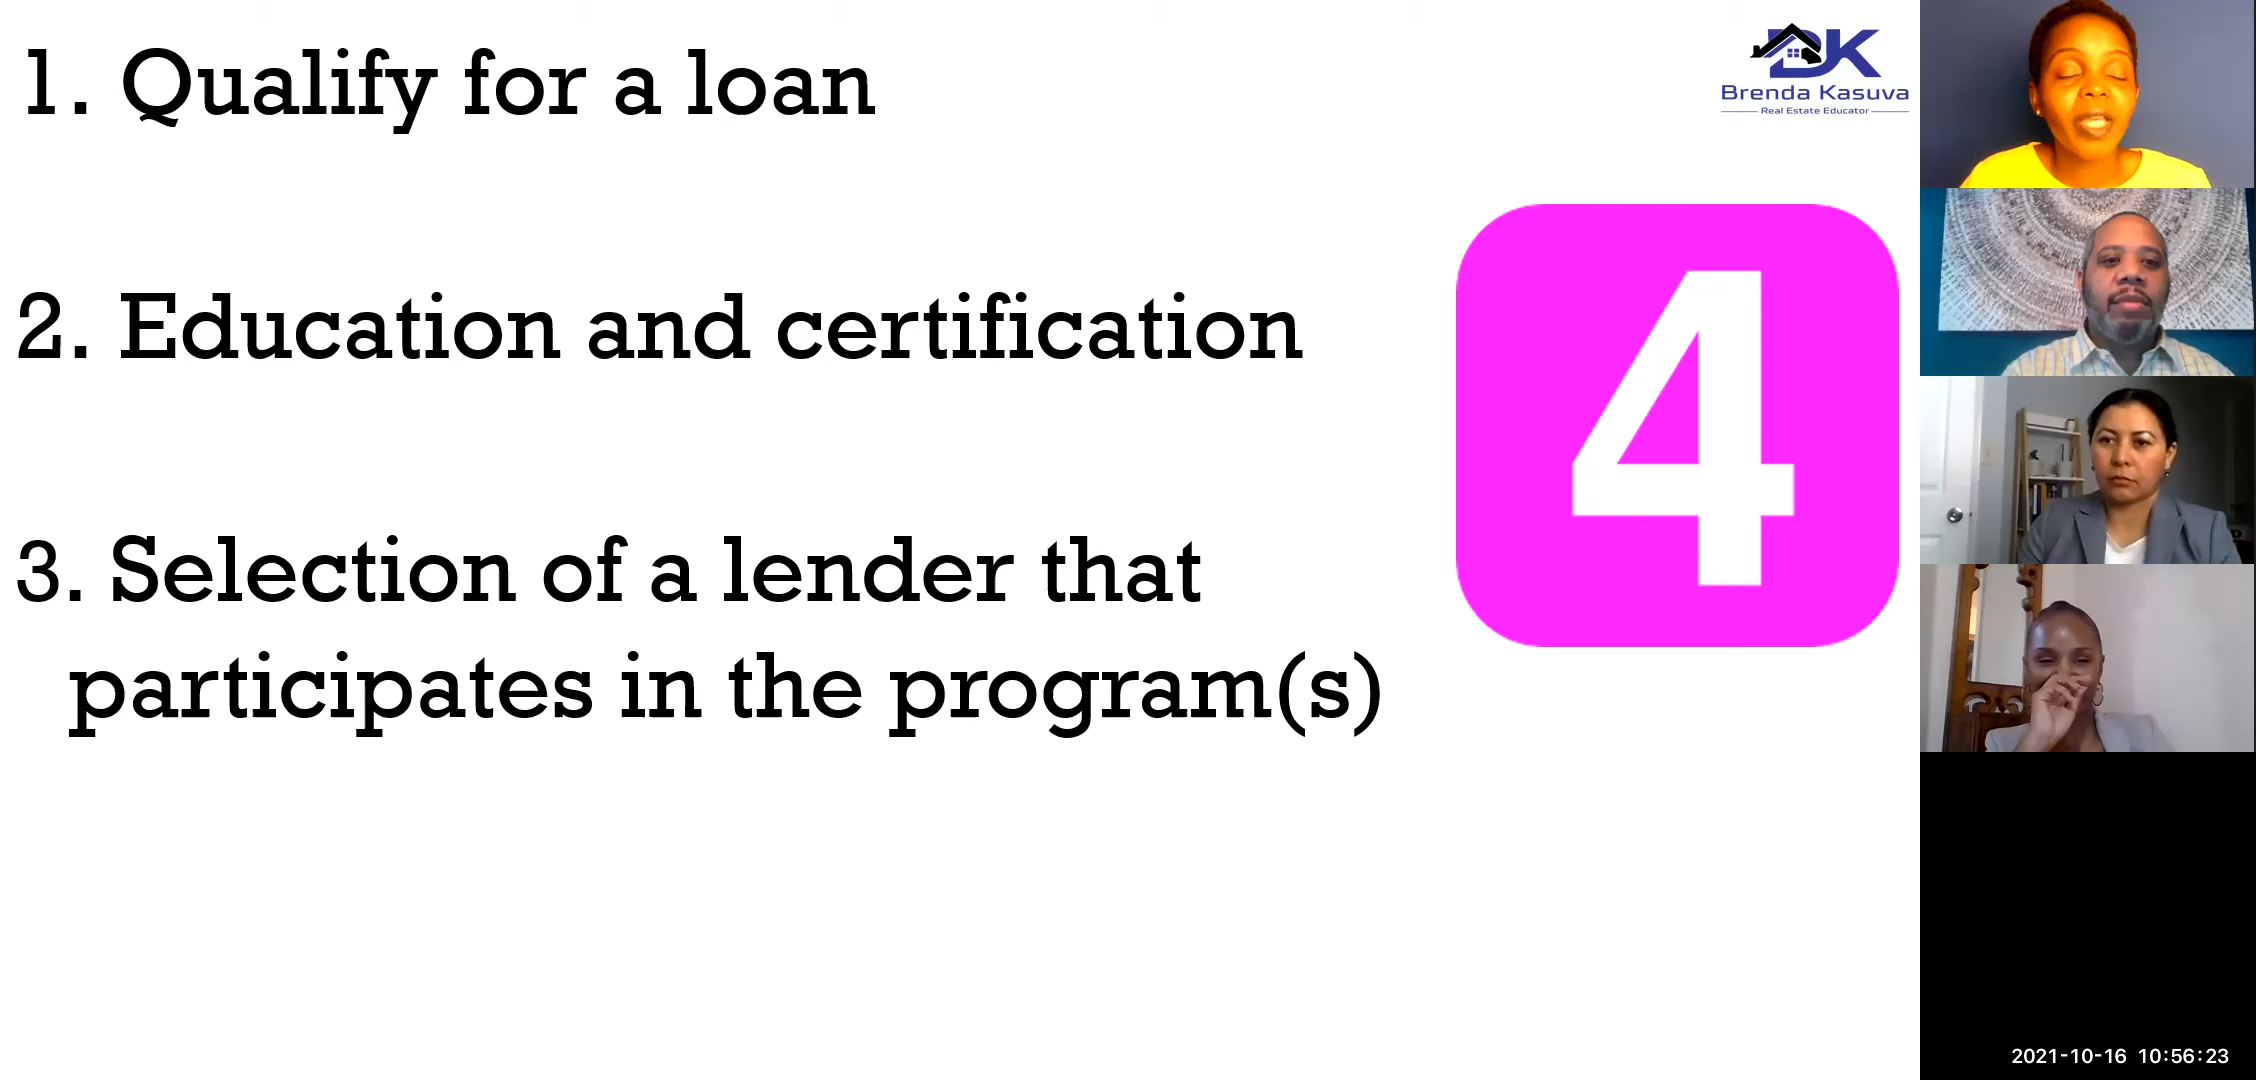 1. Qualify for a loan
2. Education and certification
3. Selection of a lender that
participates in the program(s)
DK
Brenda Kasuva
Real Estate Educator
4
2021-10-16 10:56:23